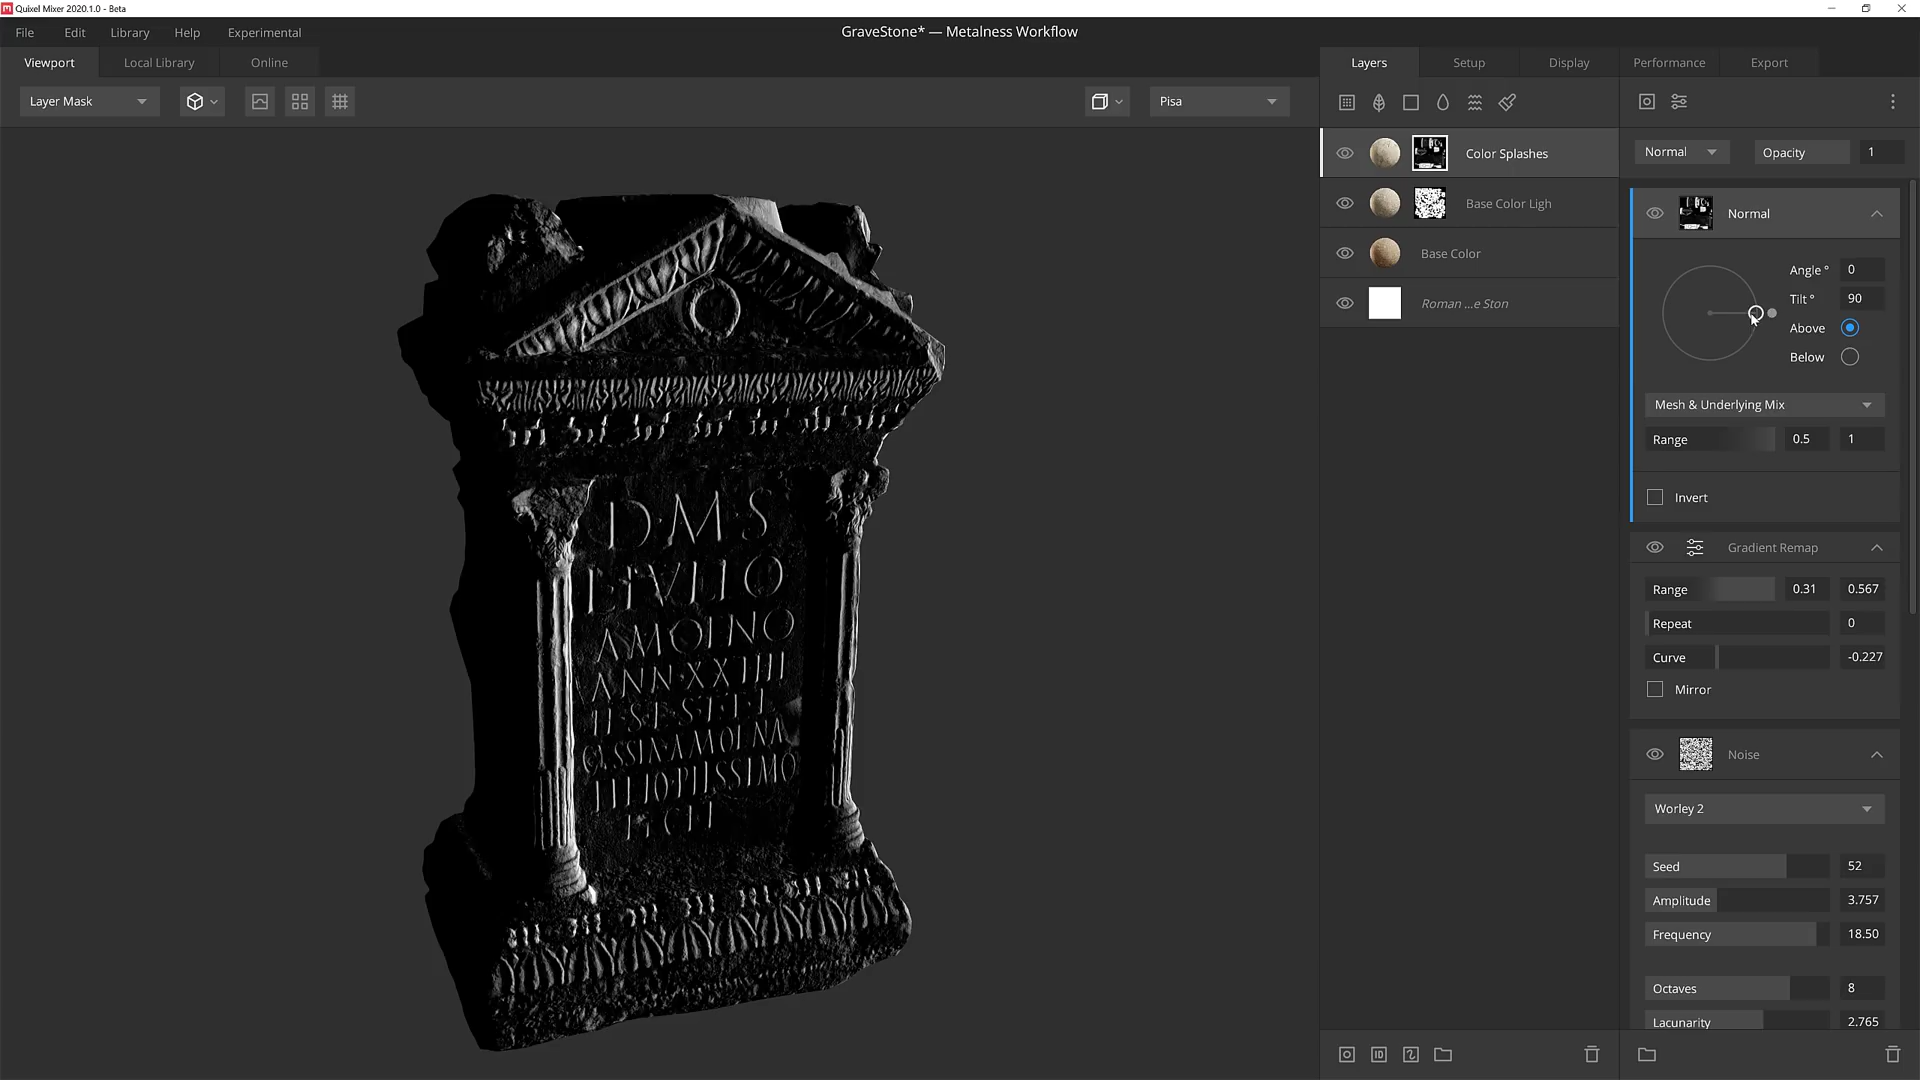 Quixel Mixer 2020.1.0 - Beta
File Edit Library Help Experimental
GraveStone* — Metalness Workflow
Viewport Local Library Online
Layers Setup Display Performance Export
Layer Mask
Pisa
Normal Opacity 1
Color Splashes
Base Color Ligh
Base Color
Roman ...e Ston
Normal
Angle ° 0
Tilt ° 90
Above
Below
Mesh & Underlying Mix
Range 0.5 1
Invert
Gradient Remap
Range 0.31 0.567
Repeat 0
Curve -0.227
Mirror
Noise
Worley 2
Seed 52
Amplitude 3.757
Frequency 18.50
Octaves 8
Lacunarity 2.765
D·M·S
ANN·XXIIII